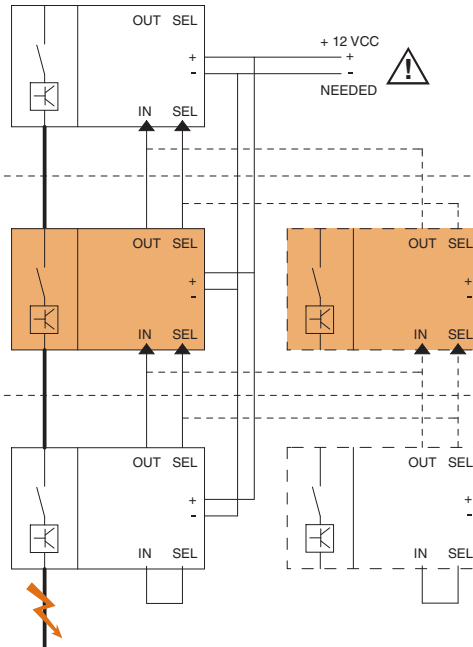 OUT SEL
+ 12 VCC
+ +
- -
NEEDED
IN SEL
OUT SEL OUT SEL
+ +
- -
IN SEL IN SEL
OUT SEL OUT SEL
+ +
- -
IN SEL IN SEL